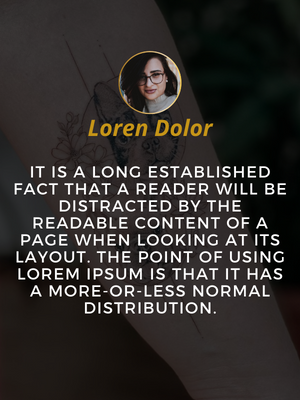 Loren Dolor
IT IS A LONG ESTABLISHED
FACT THAT A READER WILL BE
DISTRACTED BY THE
READABLE CONTENT OF A
PAGE WHEN LOOKING AT ITS
LAYOUT. THE POINT OF USING
LOREM IPSUM IS THAT IT HAS
A MORE-OR-LESS NORMAL
DISTRIBUTION.